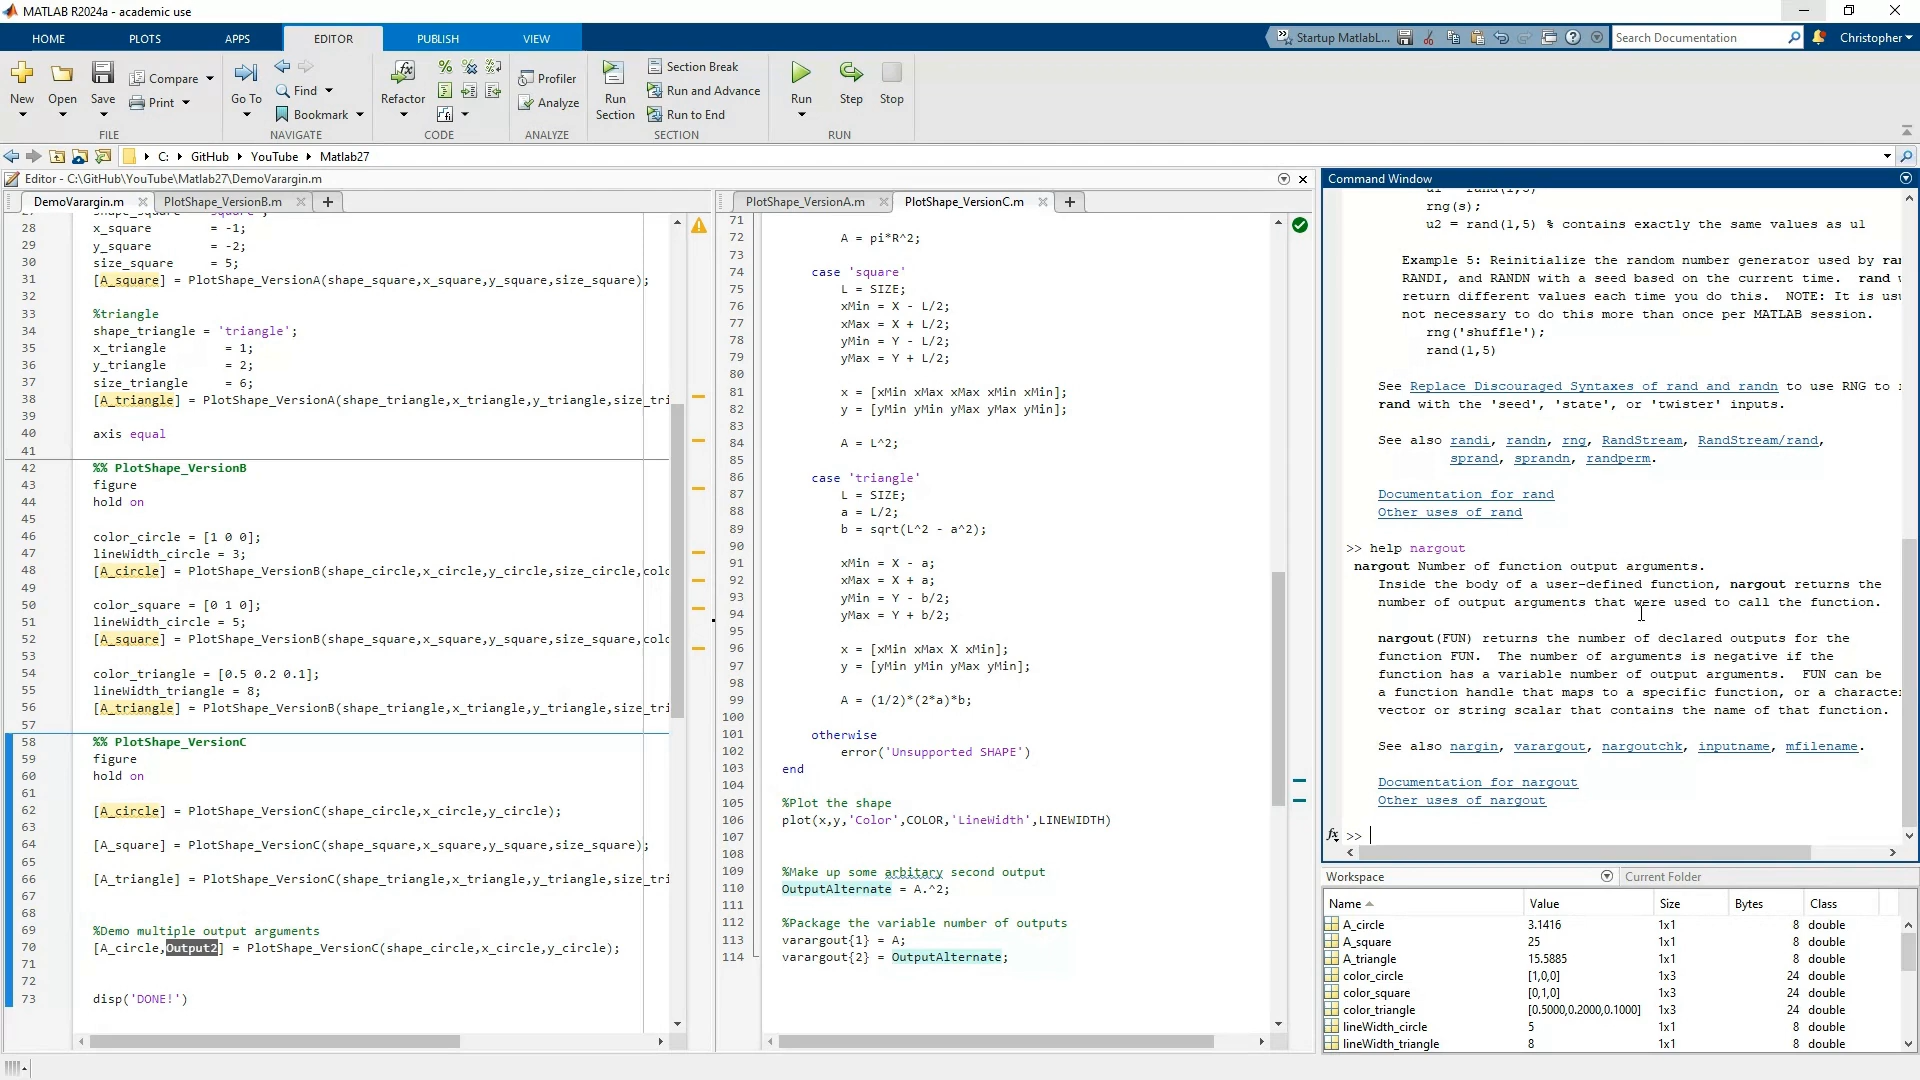 MATLAB R2024a - academic use
HOME PLOTS APPS EDITOR PUBLISH VIEW
Startup MatlabL... Search Documentation Christopher
New Open Save Compare Print
Go To Find Bookmark
Refactor
Profiler Analyze
Run Section Section Break Run and Advance Run to End
Run Step Stop
FILE NAVIGATE CODE ANALYZE SECTION RUN
C: GitHub YouTube Matlab27
Editor - C:\GitHub\YouTube\Matlab27\DemoVarargin.m
DemoVarargin.m PlotShape_VersionB.m
28 x_square = -1;
29 y_square = -2;
30 size_square = 5;
31 [A_square] = PlotShape_VersionA(shape_square,x_square,y_square,size_square);
32
33 %triangle
34 shape_triangle = 'triangle';
35 x_triangle = 1;
36 y_triangle = 2;
37 size_triangle = 6;
38 [A_triangle] = PlotShape_VersionA(shape_triangle,x_triangle,y_triangle,size_tri
39
40 axis equal
41
42 %% PlotShape_VersionB
43 figure
44 hold on
45
46 color_circle = [1 0 0];
47 lineWidth_circle = 3;
48 [A_circle] = PlotShape_VersionB(shape_circle,x_circle,y_circle,size_circle,colo
49
50 color_square = [0 1 0];
51 lineWidth_circle = 5;
52 [A_square] = PlotShape_VersionB(shape_square,x_square,y_square,size_square,colo
53
54 color_triangle = [0.5 0.2 0.1];
55 lineWidth_triangle = 8;
56 [A_triangle] = PlotShape_VersionB(shape_triangle,x_triangle,y_triangle,size_tri
57
58 %% PlotShape_VersionC
59 figure
60 hold on
61
62 [A_circle] = PlotShape_VersionC(shape_circle,x_circle,y_circle);
63
64 [A_square] = PlotShape_VersionC(shape_square,x_square,y_square,size_square);
65
66 [A_triangle] = PlotShape_VersionC(shape_triangle,x_triangle,y_triangle,size_tri
67
68
69 %Demo multiple output arguments
70 [A_circle,Output2] = PlotShape_VersionC(shape_circle,x_circle,y_circle);
71
72
73 disp('DONE!')
PlotShape_VersionA.m PlotShape_VersionC.m
71
72 A = pi*R^2;
73
74 case 'square'
75 L = SIZE;
76 xMin = X - L/2;
77 xMax = X + L/2;
78 yMin = Y - L/2;
79 yMax = Y + L/2;
80
81 x = [xMin xMax xMax xMin xMin];
82 y = [yMin yMin yMax yMax yMin];
83
84 A = L^2;
85
86 case 'triangle'
87 L = SIZE;
88 a = L/2;
89 b = sqrt(L^2 - a^2);
90
91 xMin = X - a;
92 xMax = X + a;
93 yMin = Y - b/2;
94 yMax = Y + b/2;
95
96 x = [xMin xMax X xMin];
97 y = [yMin yMin yMax yMin];
98
99 A = (1/2)*(2*a)*b;
100
101 otherwise
102 error('Unsupported SHAPE')
103 end
104
105 %Plot the shape
106 plot(x,y,'Color',COLOR,'LineWidth',LINEWIDTH)
107
108
109 %Make up some arbitary second output
110 OutputAlternate = A.^2;
111
112 %Package the variable number of outputs
113 varargout{1} = A;
114 varargout{2} = OutputAlternate;
Command Window
rng(s);
u2 = rand(1,5) % contains exactly the same values as u1
Example 5: Reinitialize the random number generator used by
RANDI, and RANDN with a seed based on the current time.
return different values each time you do this. NOTE: It is
not necessary to do this more than once per MATLAB session.
rng('shuffle');
rand(1,5)
See Replace Discouraged Syntaxes of rand and randn to use RNG to
rand with the 'seed', 'state', or 'twister' inputs.
See also randi, randn, rng, RandStream, RandStream/rand,
sprand, sprandn, randperm.
Documentation for rand
Other uses of rand
>> help nargout
nargout Number of function output arguments.
Inside the body of a user-defined function, nargout returns the
number of output arguments that were used to call the function.
nargout(FUN) returns the number of declared outputs for the
function FUN. The number of arguments is negative if the
function has a variable number of output arguments. FUN can be
a function handle that maps to a specific function, or a character
vector or string scalar that contains the name of that function.
See also nargin, varargout, nargoutchk, inputname, mfilename.
Documentation for nargout
Other uses of nargout
fx >>
Workspace Current Folder
Name Value Size Bytes Class
A_circle 3.1416 1x1 8 double
A_square 25 1x1 8 double
A_triangle 15.5885 1x1 8 double
color_circle [1,0,0] 1x3 24 double
color_square [0,1,0] 1x3 24 double
color_triangle [0.5000,0.2000,0.1000] 1x3 24 double
lineWidth_circle 5 1x1 8 double
lineWidth_triangle 8 1x1 8 double